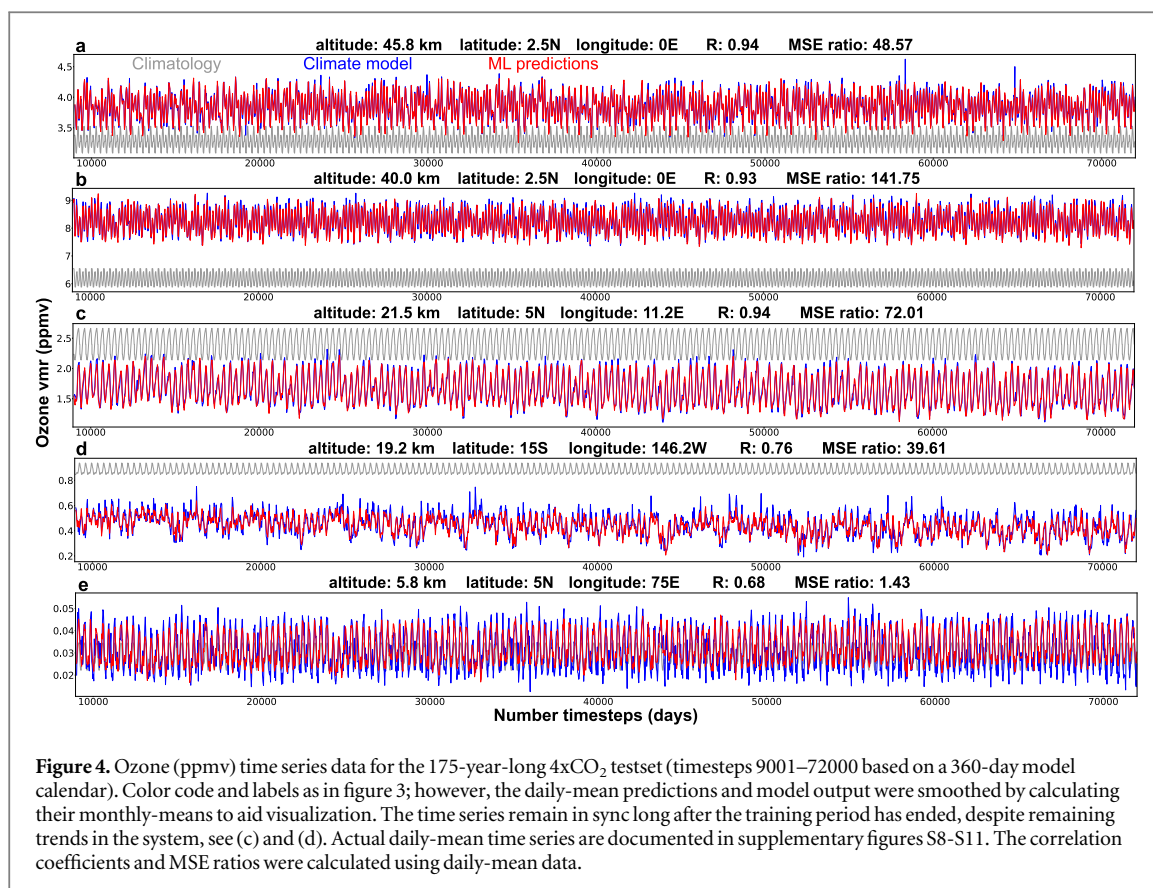 a
altitude: 45.8 km latitude: 2.5N longitude: 0E R: 0.94 MSE ratio: 48.57
Climatology Climate model ML predictions
4.5
4.0
3.5
10000 20000 30000 40000 50000 60000 70000
b
altitude: 40.0 km latitude: 2.5N longitude: 0E R: 0.93 MSE ratio: 141.75
9
8
7
6
10000 20000 30000 40000 50000 60000 70000
c
altitude: 21.5 km latitude: 5N longitude: 11.2E R: 0.94 MSE ratio: 72.01
2.5
2.0
1.5
10000 20000 30000 40000 50000 60000 70000
Ozone vmr (ppmv)
d
altitude: 19.2 km latitude: 15S longitude: 146.2W R: 0.76 MSE ratio: 39.61
0.8
0.6
0.4
0.2
10000 20000 30000 40000 50000 60000 70000
e
altitude: 5.8 km latitude: 5N longitude: 75E R: 0.68 MSE ratio: 1.43
0.05
0.04
0.03
0.02
10000 20000 30000 40000 50000 60000 70000
Number timesteps (days)
Figure 4. Ozone (ppmv) time series data for the 175-year-long 4xCO₂ testset (timesteps 9001–72000 based on a 360-day model
calendar). Color code and labels as in figure 3; however, the daily-mean predictions and model output were smoothed by calculating
their monthly-means to aid visualization. The time series remain in sync long after the training period has ended, despite remaining
trends in the system, see (c) and (d). Actual daily-mean time series are documented in supplementary figures S8-S11. The correlation
coefficients and MSE ratios were calculated using daily-mean data.